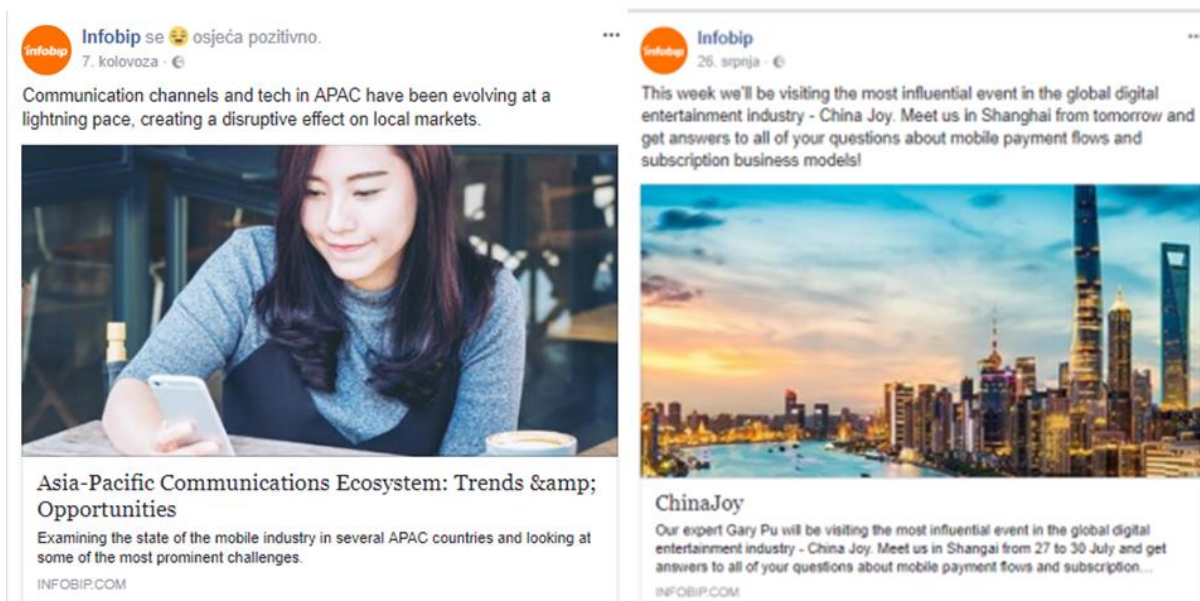 infobip
Infobip se osjeća pozitivno.
7. kolovoza ·
Communication channels and tech in APAC have been evolving at a
lightning pace, creating a disruptive effect on local markets.
Asia-Pacific Communications Ecosystem: Trends &amp;
Opportunities
Examining the state of the mobile industry in several APAC countries and looking at
some of the most prominent challenges.
INFOBIP.COM
infobip
Infobip
26. srpnja ·
This week we'll be visiting the most influential event in the global digital
entertainment industry - China Joy. Meet us in Shanghai from tomorrow and
get answers to all of your questions about mobile payment flows and
subscription business models!
ChinaJoy
Our expert Gary Pu will be visiting the most influential event in the global digital
entertainment industry - China Joy. Meet us in Shangai from 27 to 30 July and get
answers to all of your questions about mobile payment flows and subscription...
INFOBIP.COM